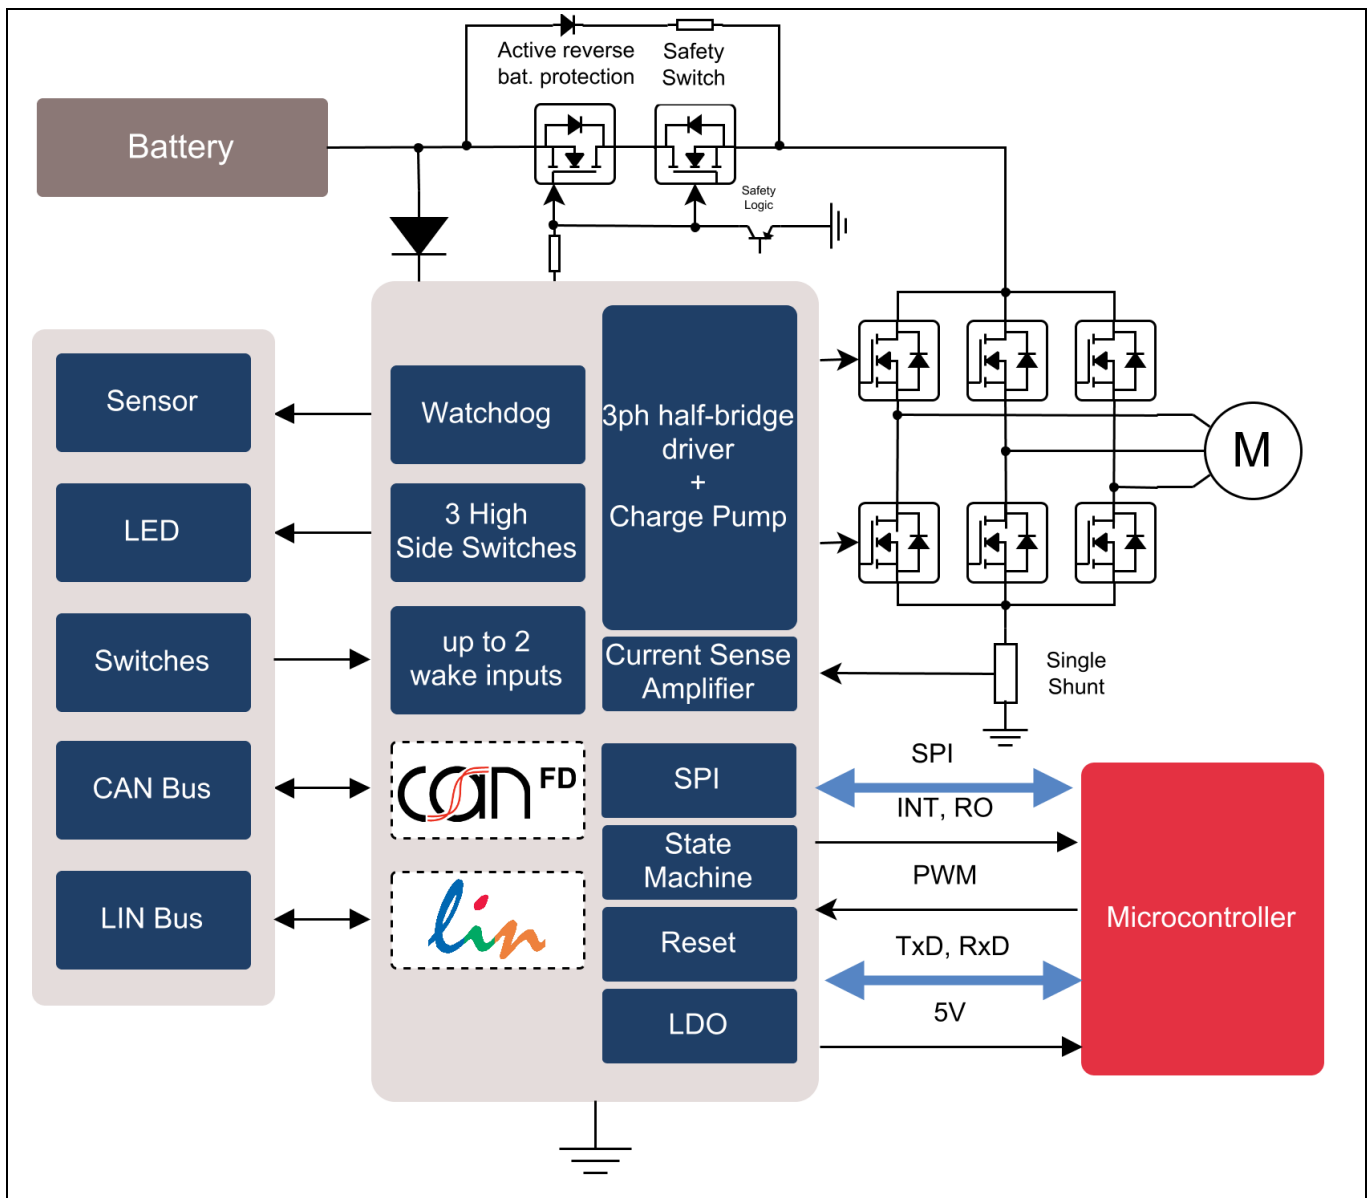 Active reverse
bat. protection
Safety
Switch
Battery
Safety
Logic
Sensor
LED
Switches
CAN Bus
LIN Bus
Watchdog
3 High
Side Switches
up to 2
wake inputs
CAN FD
lin
3ph half-bridge
driver
+
Charge Pump
Current Sense
Amplifier
SPI
State
Machine
Reset
LDO
M
Single
Shunt
SPI
INT, RO
PWM
TxD, RxD
5V
Microcontroller